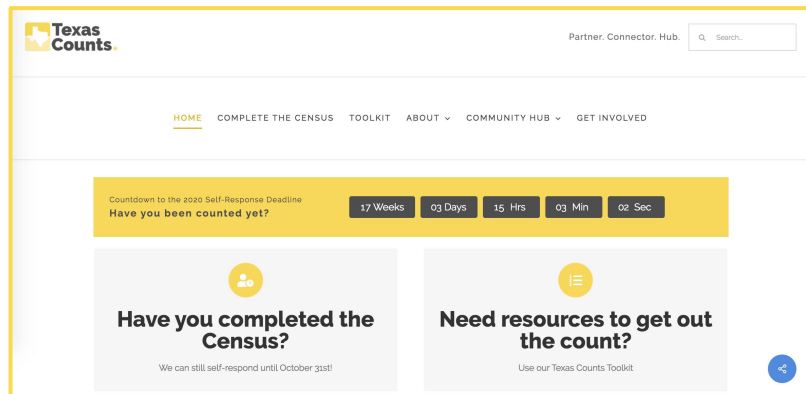 Texas
Counts.
Partner. Connector. Hub.
Search...
HOME COMPLETE THE CENSUS TOOLKIT ABOUT COMMUNITY HUB GET INVOLVED
Countdown to the 2020 Self-Response Deadline
Have you been counted yet?
17 Weeks 03 Days 15 Hrs 03 Min 02 Sec
Have you completed the
Census?
We can still self-respond until October 31st!
Need resources to get out
the count?
Use our Texas Counts Toolkit